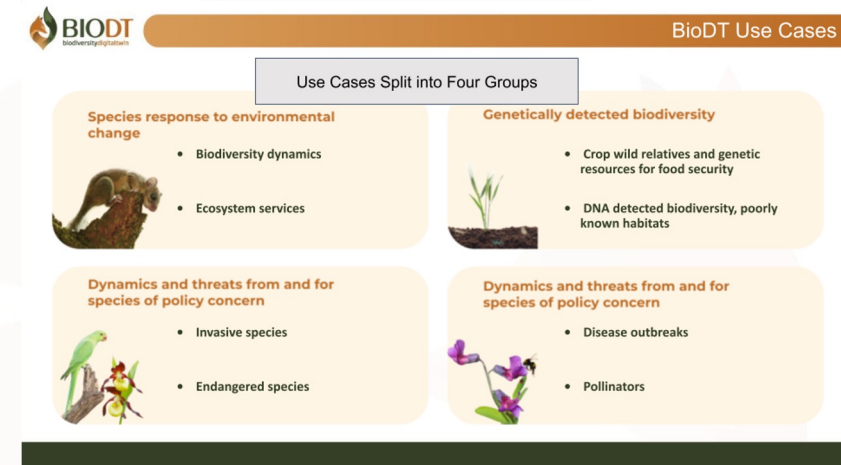 BIODT
biodiversitydigitaltwin
BioDT Use Cases
Use Cases Split into Four Groups
Species response to environmental
change
• Biodiversity dynamics
• Ecosystem services
Genetically detected biodiversity
• Crop wild relatives and genetic
resources for food security
• DNA detected biodiversity, poorly
known habitats
Dynamics and threats from and for
species of policy concern
• Invasive species
• Endangered species
Dynamics and threats from and for
species of policy concern
• Disease outbreaks
• Pollinators